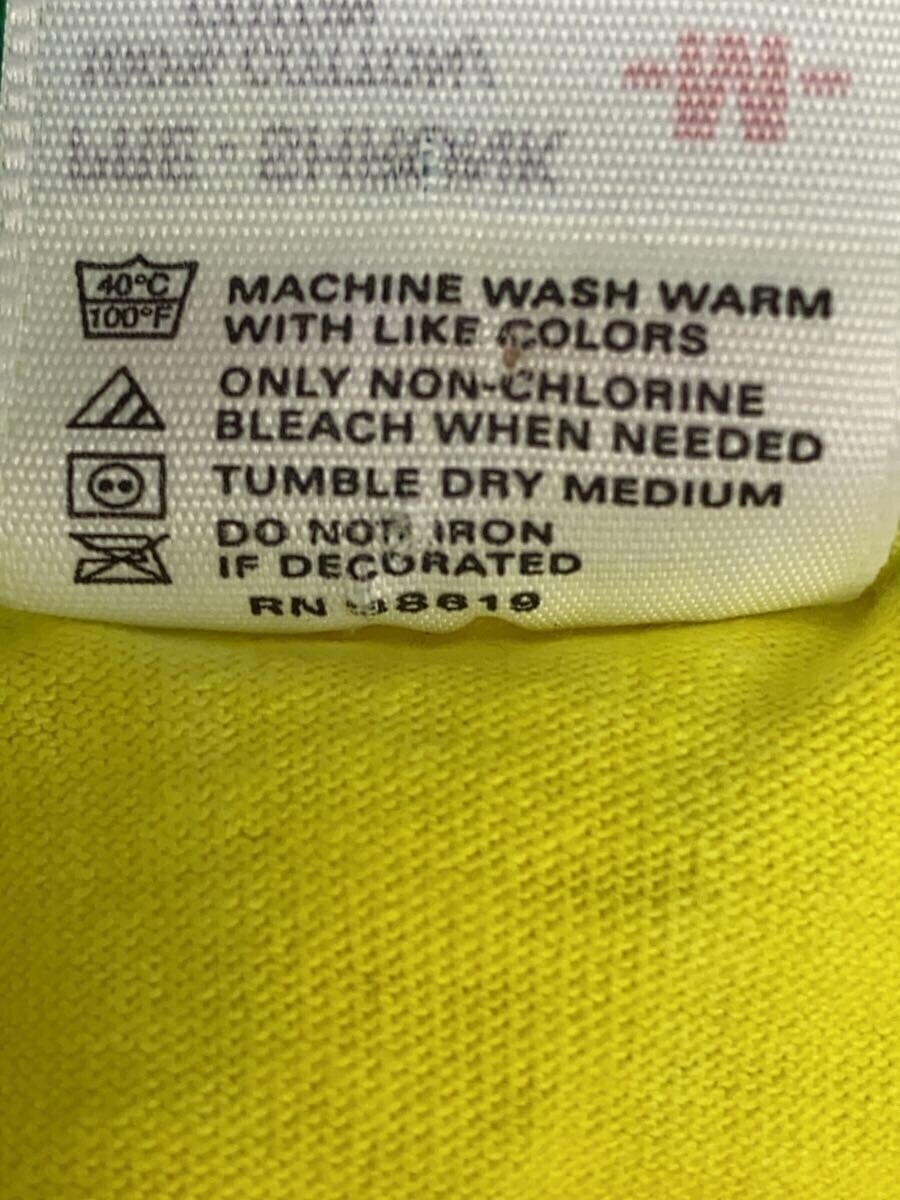 -M-
40°C
100°F
MACHINE WASH WARM
WITH LIKE COLORS
ONLY NON-CHLORINE
BLEACH WHEN NEEDED
TUMBLE DRY MEDIUM
DO NOT IRON
IF DECORATED
RN